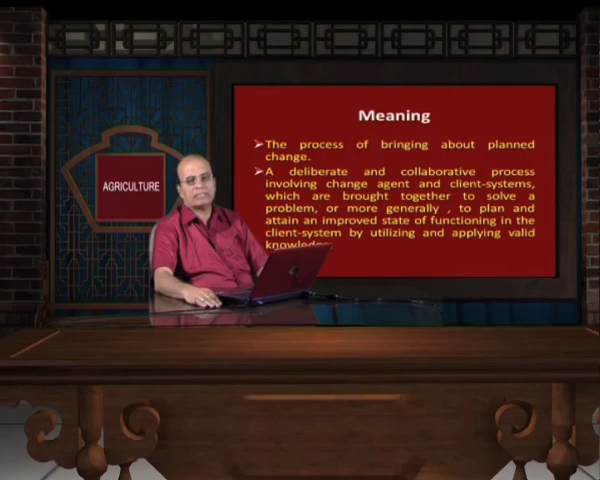 Meaning
➢The process of bringing about planned
change.
➢A deliberate and collaborative process
involving change agent and client-systems,
which are brought together to solve a
problem, or more generally , to plan and
attain an improved state of functioning in the
client-system by utilizing and applying valid
AGRICULTURE